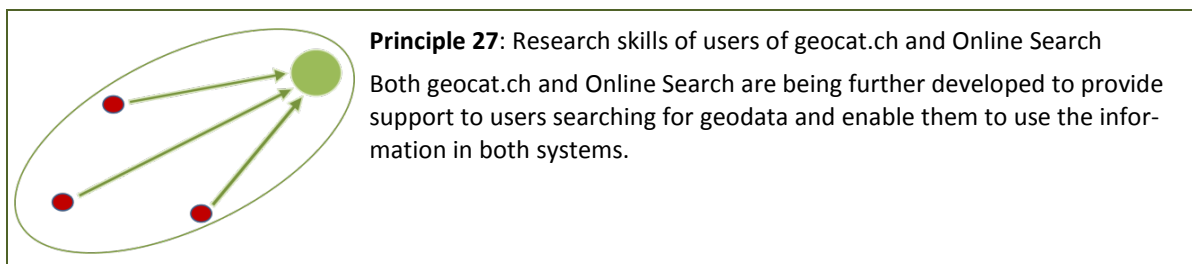 Principle 27: Research skills of users of geocat.ch and Online Search
Both geocat.ch and Online Search are being further developed to provide
support to users searching for geodata and enable them to use the infor-
mation in both systems.